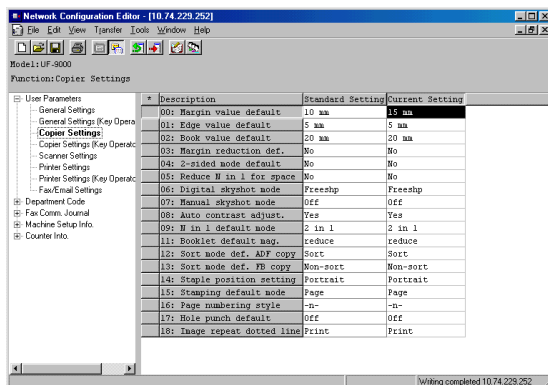 Network Configuration Editor - [10.74.229.252]
File Edit View Transfer Tools Window Help
Model:UF-9000
Function:Copier Settings
User Parameters
General Settings
General Settings (Key Opera
Copier Settings
Copier Settings (Key Operato
Scanner Settings
Printer Settings
Printer Settings (Key Operato
Fax/Email Settings
Department Code
Fax Comm. Journal
Machine Setup Info.
Counter Info.
* Description Standard Setting Current Setting
00: Margin value default 10 mm 15 mm
01: Edge value default 5 mm 5 mm
02: Book value default 20 mm 20 mm
03: Margin reduction def. No No
04: 2-sided mode default No No
05: Reduce N in 1 for space No No
06: Digital skyshot mode Freeshp Freeshp
07: Manual skyshot mode Off Off
08: Auto contrast adjust. Yes Yes
09: N in 1 default mode 2 in 1 2 in 1
11: Booklet default mag. reduce reduce
12: Sort mode def. ADF copy Sort Sort
13: Sort mode def. FB copy Non-sort Non-sort
14: Staple position setting Portrait Portrait
15: Stamping default mode Page Page
16: Page numbering style -n- -n-
17: Hole punch default Off Off
18: Image repeat dotted line Print Print
Writing completed 10.74.229.252